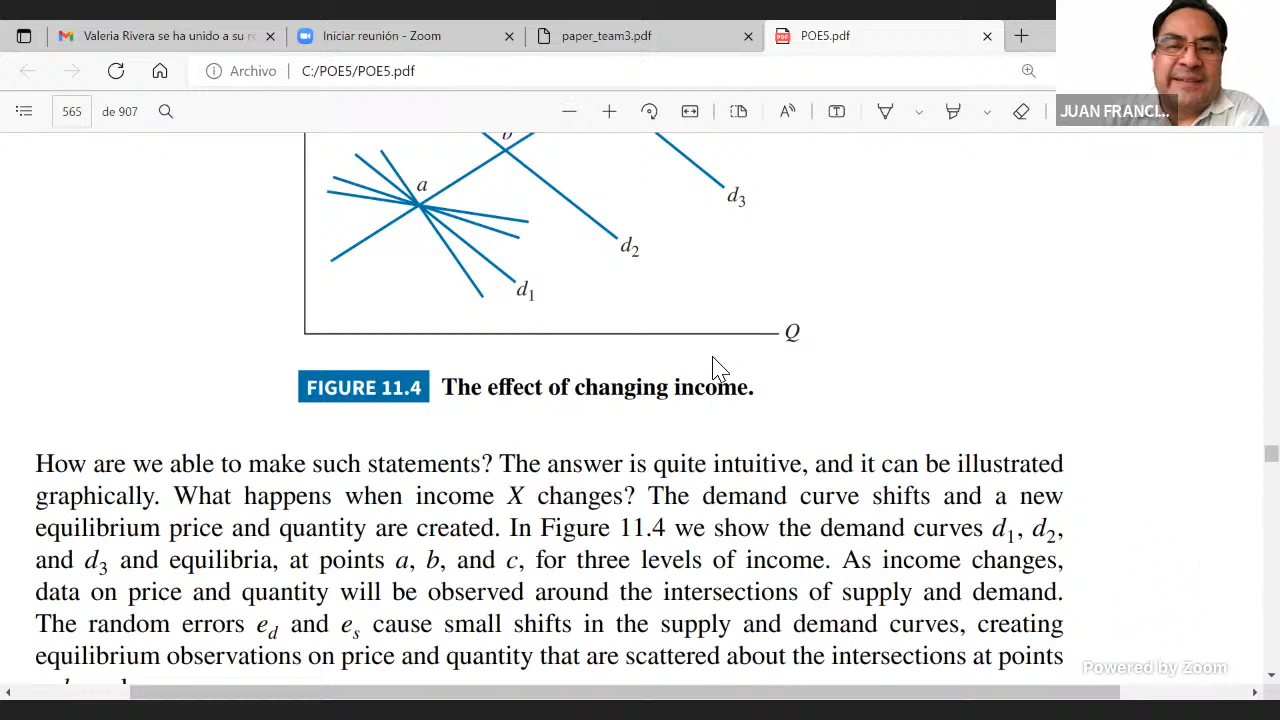 Valeria Rivera se ha unido a su re
Iniciar reunión - Zoom
paper_team3.pdf
POE5.pdf
Archivo
C:/POE5/POE5.pdf
565
de 907
JUAN FRANCI...
b
a
d3
d2
d1
Q
FIGURE 11.4 The effect of changing income.
How are we able to make such statements? The answer is quite intuitive, and it can be illustrated
graphically. What happens when income X changes? The demand curve shifts and a new
equilibrium price and quantity are created. In Figure 11.4 we show the demand curves d1, d2,
and d3 and equilibria, at points a, b, and c, for three levels of income. As income changes,
data on price and quantity will be observed around the intersections of supply and demand.
The random errors ed and es cause small shifts in the supply and demand curves, creating
equilibrium observations on price and quantity that are scattered about the intersections at points
Powered by Zoom